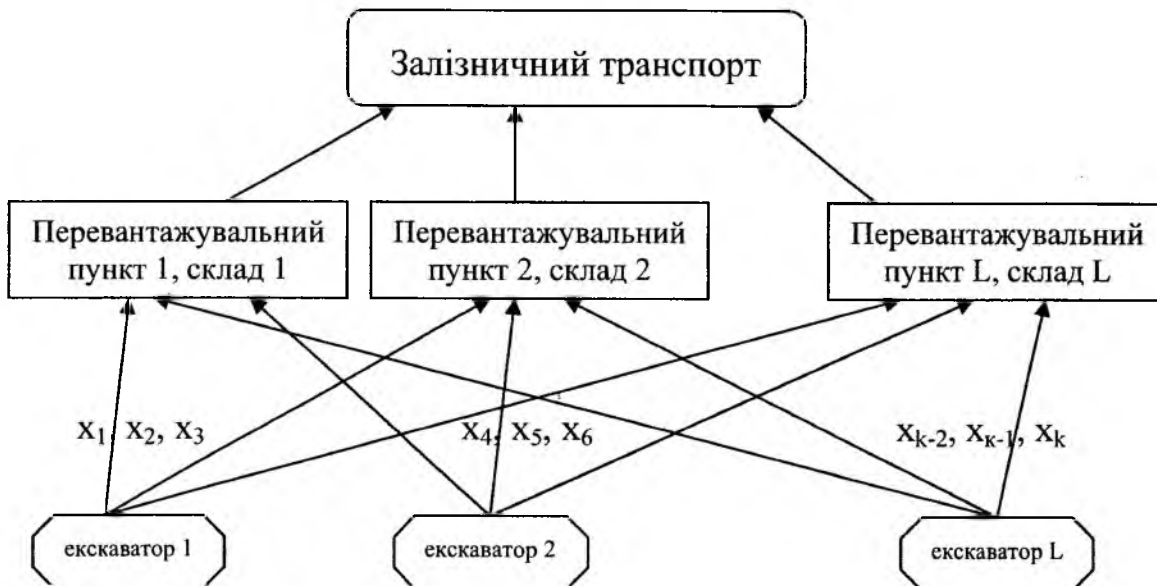 Залізничний транспорт
Перевантажувальний
пункт 1, склад 1
Перевантажувальний
пункт 2, склад 2
Перевантажувальний
пункт L, склад L
x₁, x₂, x₃
x₄, x₅, x₆
xₖ₋₂, xₖ₋₁, xₖ
екскаватор 1
екскаватор 2
екскаватор L